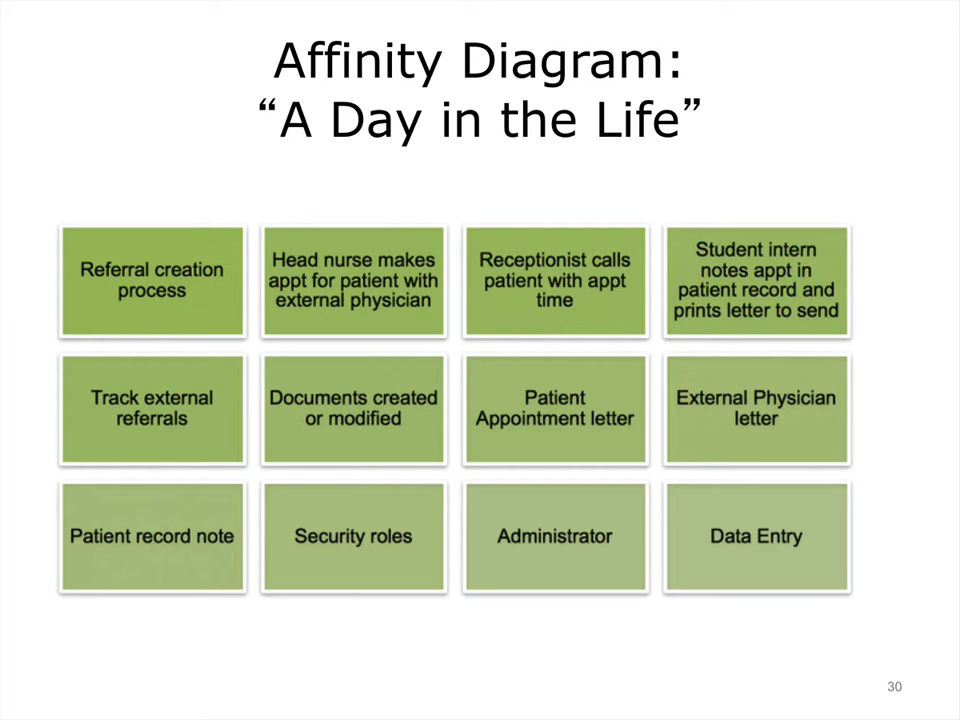 Affinity Diagram:
“A Day in the Life”
Referral creation
process
Head nurse makes
appt for patient with
external physician
Receptionist calls
patient with appt
time
Student intern
notes appt in
patient record and
prints letter to send
Track external
referrals
Documents created
or modified
Patient
Appointment letter
External Physician
letter
Patient record note
Security roles
Administrator
Data Entry
30